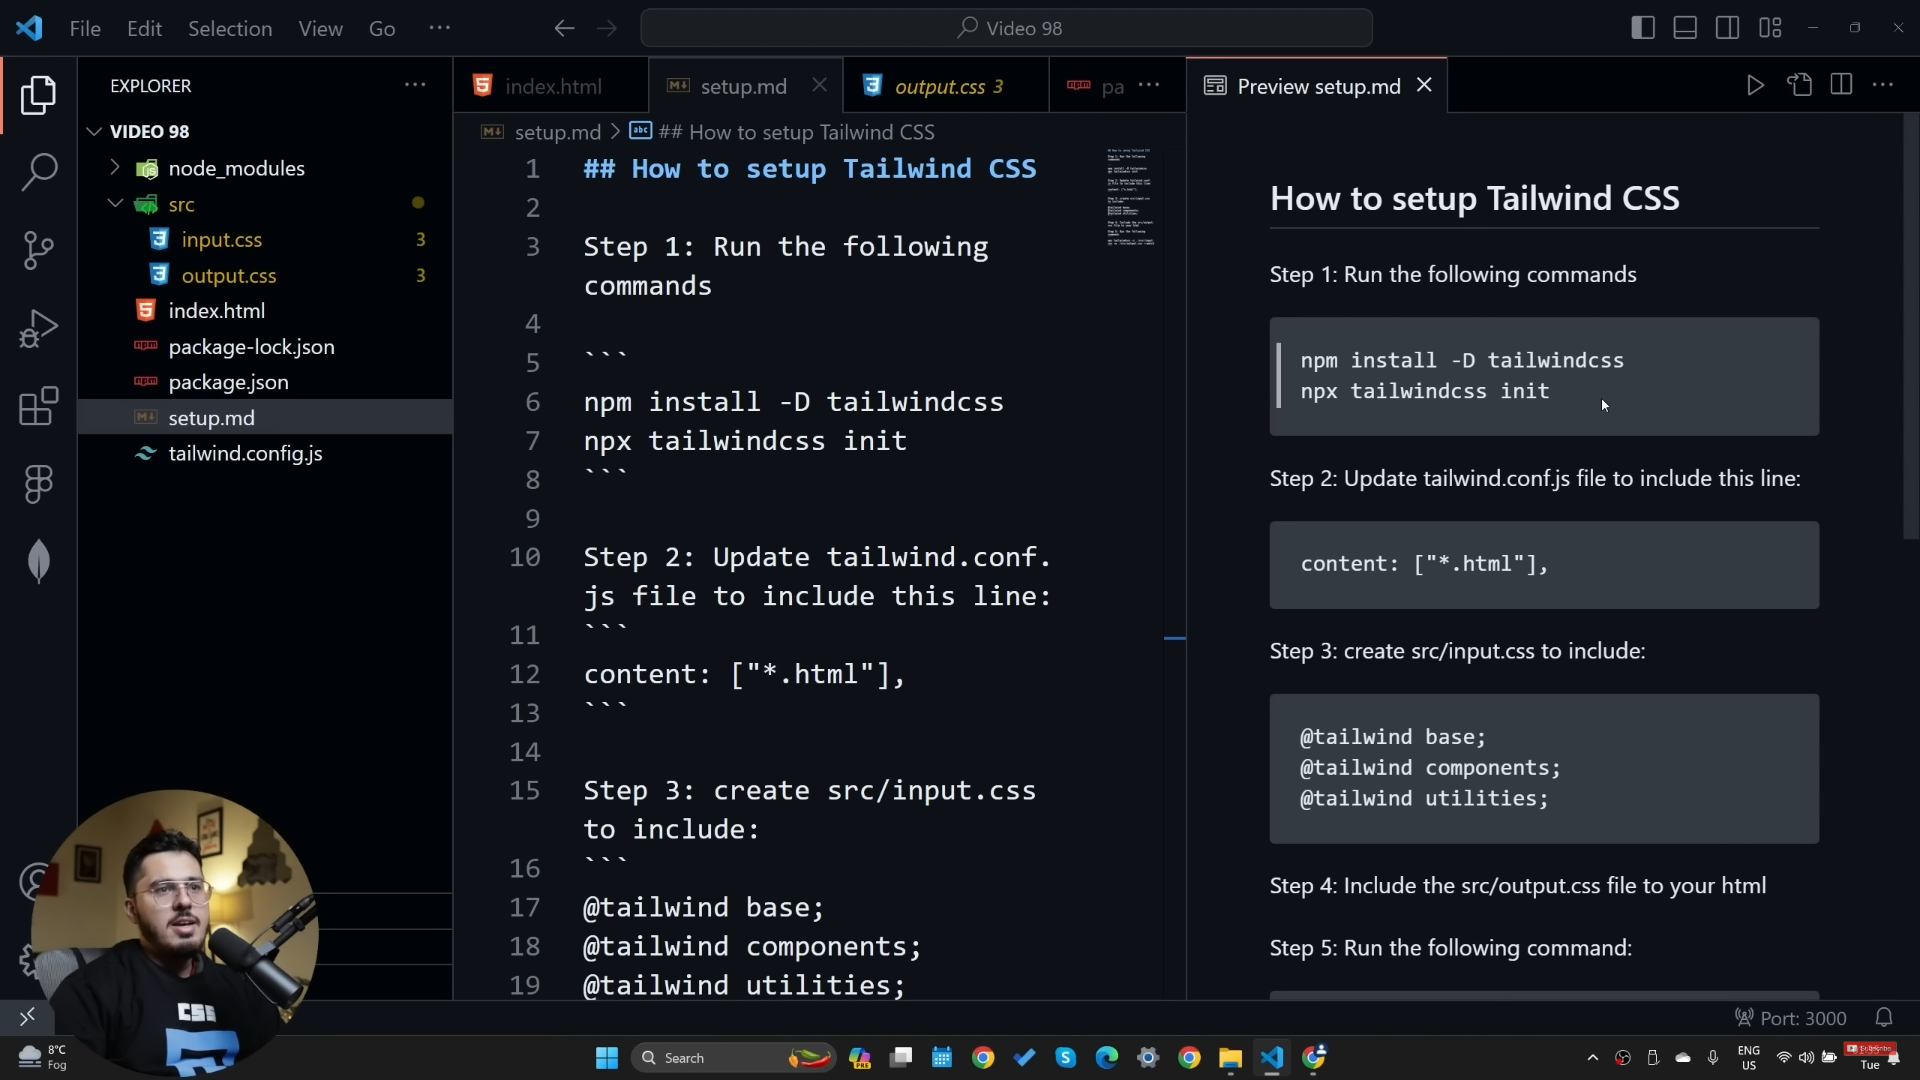 File Edit Selection View Go ···
Video 98
EXPLORER ···
VIDEO 98
node_modules
src
input.css 3
output.css 3
index.html
package-lock.json
package.json
setup.md
tailwind.config.js
index.html setup.md output.css 3 pa ···
setup.md > ## How to setup Tailwind CSS
1 ## How to setup Tailwind CSS
2
3 Step 1: Run the following
commands
4
5 ```
6 npm install -D tailwindcss
7 npx tailwindcss init
8 ```
9
10 Step 2: Update tailwind.conf.
js file to include this line:
11 ```
12 content: ["*.html"],
13 ```
14
15 Step 3: create src/input.css
to include:
16 ```
17 @tailwind base;
18 @tailwind components;
19 @tailwind utilities;
Preview setup.md
How to setup Tailwind CSS
Step 1: Run the following commands
npm install -D tailwindcss
npx tailwindcss init
Step 2: Update tailwind.conf.js file to include this line:
content: ["*.html"],
Step 3: create src/input.css to include:
@tailwind base;
@tailwind components;
@tailwind utilities;
Step 4: Include the src/output.css file to your html
Step 5: Run the following command:
CSS
Port: 3000
8°C
Fog
Search
PRE
ENG
US
Subscribe
Tue